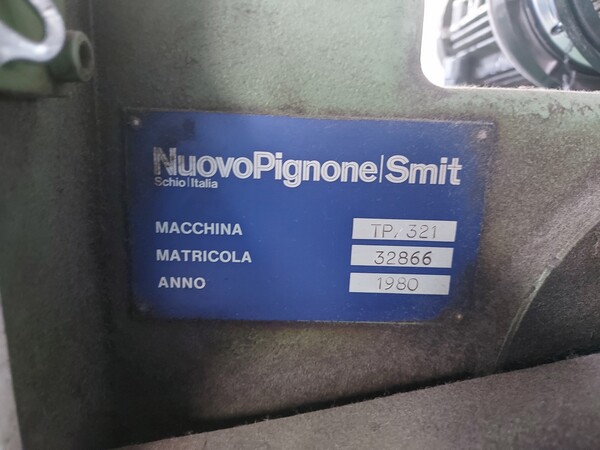 NuovoPignone|Smit
Schio|Italia
MACCHINA TP/321
MATRICOLA 32866
ANNO 1980